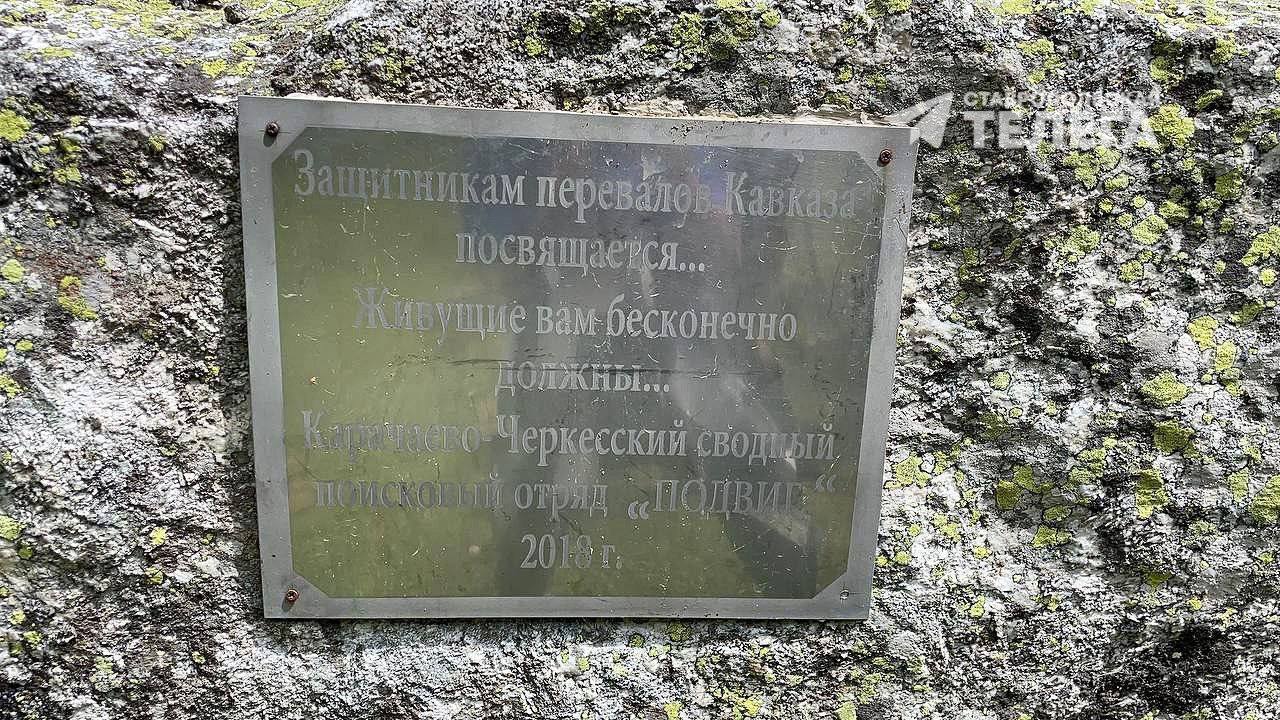 СТАВРОПОЛЬСКАЯ
ТЕЛЕГА
Защитникам перевалов Кавказа
посвящается...
Живущие вам бесконечно
должны...
Карачаево-Черкесский сводный
поисковый отряд „ПОДВИГ“
2018 г.